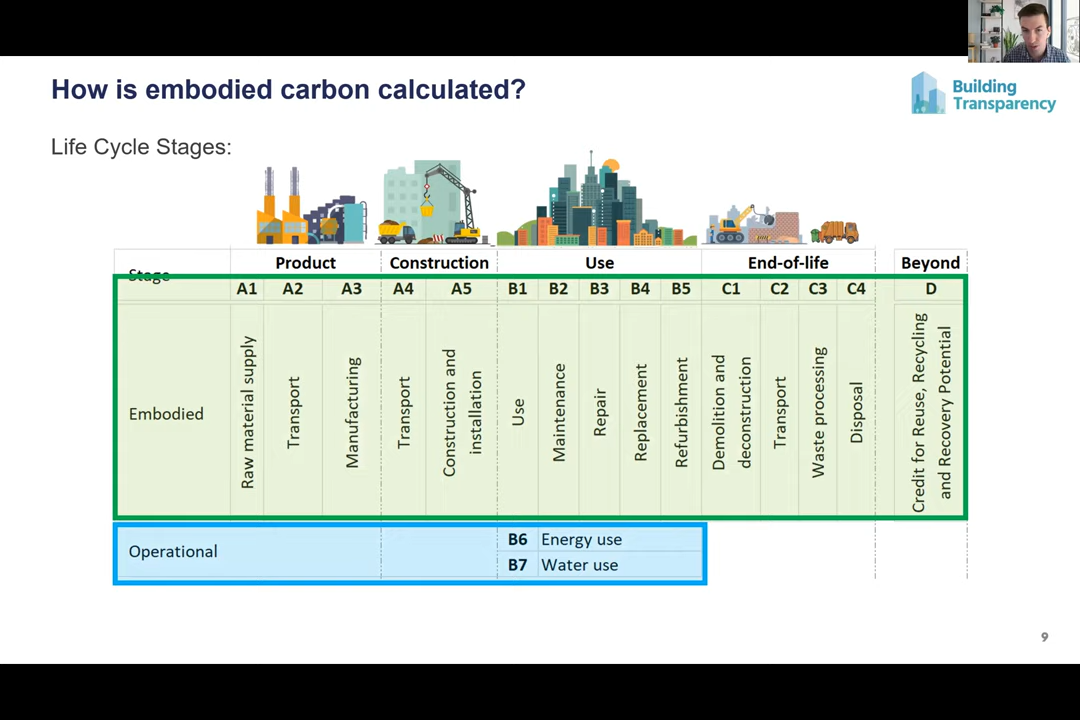 How is embodied carbon calculated?
Building
Transparency
Life Cycle Stages:
Stage
Product
Construction
Use
End-of-life
Beyond
A1
A2
A3
A4
A5
B1
B2
B3
B4
B5
C1
C2
C3
C4
D
Embodied
Raw material supply
Transport
Manufacturing
Transport
Construction and
installation
Use
Maintenance
Repair
Replacement
Refurbishment
Demolition and
deconstruction
Transport
Waste processing
Disposal
Credit for Reuse, Recycling
and Recovery Potential
Operational
B6 Energy use
B7 Water use
9